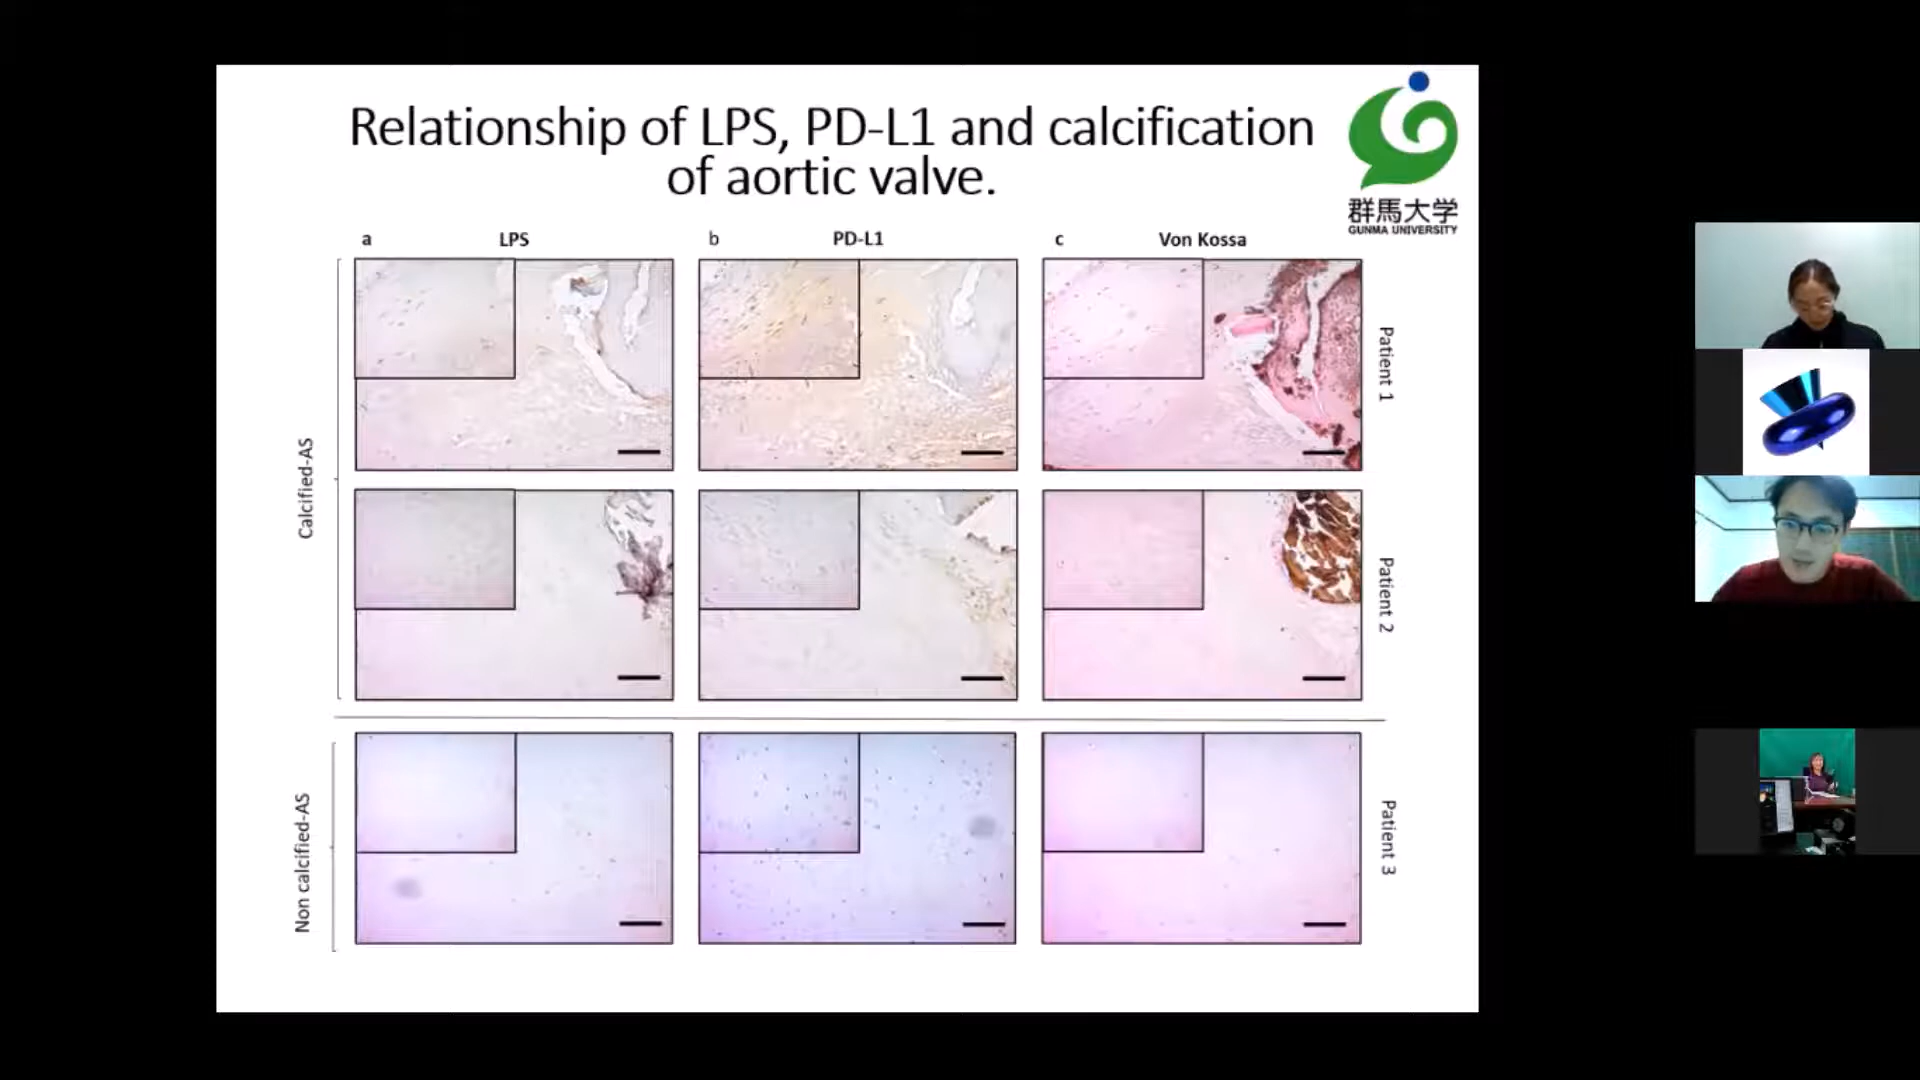 Relationship of LPS, PD-L1 and calcification
of aortic valve.
群馬大学
GUNMA UNIVERSITY
a
LPS
b
PD-L1
c
Von Kossa
Calcified-AS
Patient 1
Patient 2
Non calcified-AS
Patient 3